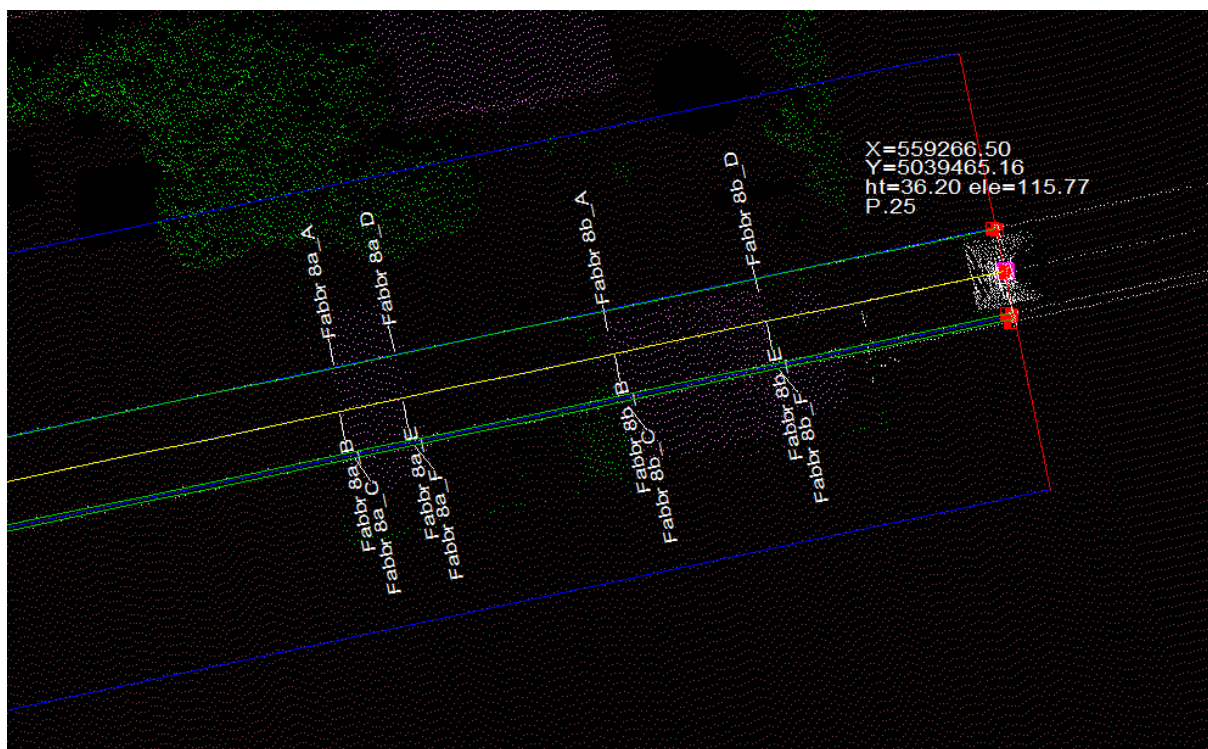 X=559266.50
Y=5039465.16
ht=36.20 ele=115.77
P.25
Fabbr 8a_A
Fabbr 8a_D
Fabbr 8b_A
Fabbr 8b_D
Fabbr 8a_B
Fabbr 8a_C
Fabbr 8a_E
Fabbr 8a_F
Fabbr 8b_B
Fabbr 8b_C
Fabbr 8b_E
Fabbr 8b_F